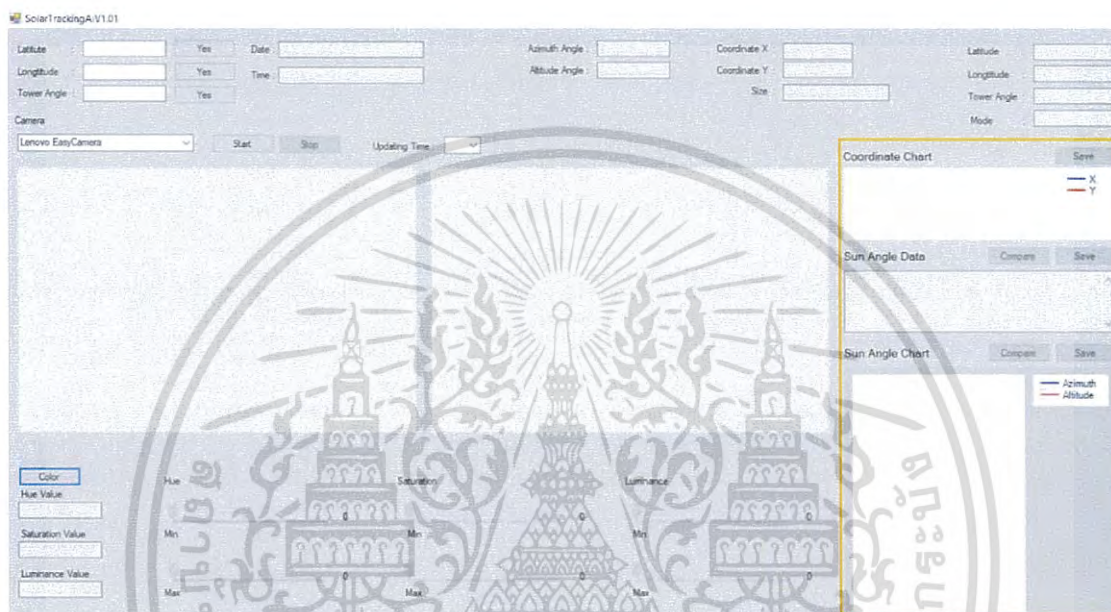 SolarTrackingAiV1.01
Latitute : Yes Date : Azimuth Angle : Coordinate X : Latitude :
Longtitude : Yes Time : Altitude Angle : Coordinate Y : Longtitude :
Tower Angle : Yes Size : Tower Angle :
Camera Mode :
Lenovo EasyCamera Start Stop Updating Time :
Coordinate Chart Save
X
Y
Sun Angle Data Compare Save
Sun Angle Chart Compare Save
Azimuth
Altitude
Color
Hue Saturation Luminance
Hue Value
0 0 0
Saturation Value Min Min Min
0 0 0
Luminance Value
Max Max Max